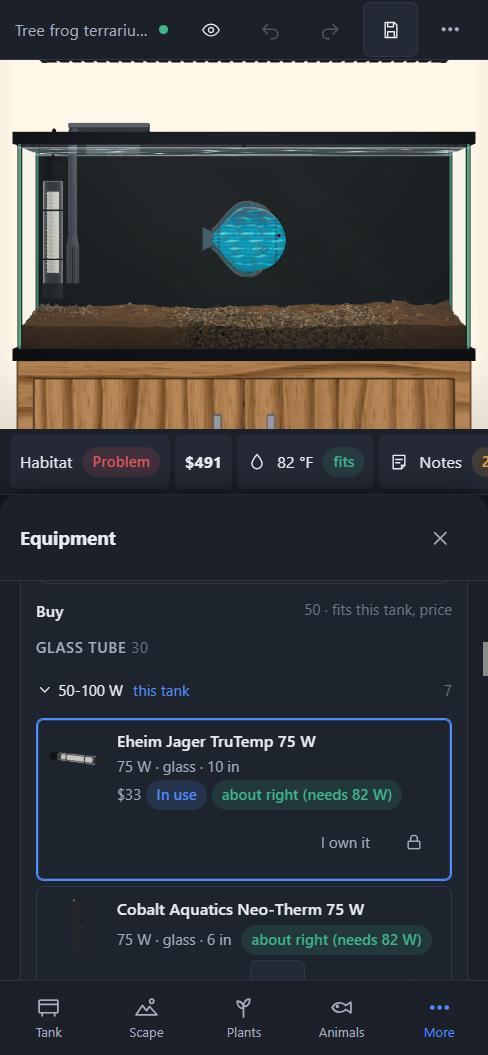 Tree frog terrariu...
Habitat Problem $491 82 °F fits Notes 2
Equipment
Buy 50 · fits this tank, price
GLASS TUBE 30
50-100 W this tank 7
Eheim Jager TruTemp 75 W
75 W · glass · 10 in
$33 In use about right (needs 82 W)
I own it
Cobalt Aquatics Neo-Therm 75 W
75 W · glass · 6 in about right (needs 82 W)
Tank Scape Plants Animals More